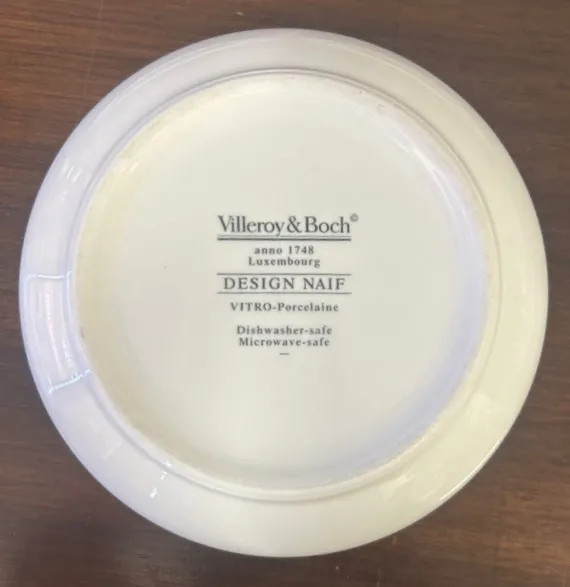 Villeroy & Boch©
anno 1748
Luxembourg
DESIGN NAIF
VITRO-Porcelaine
Dishwasher-safe
Microwave-safe